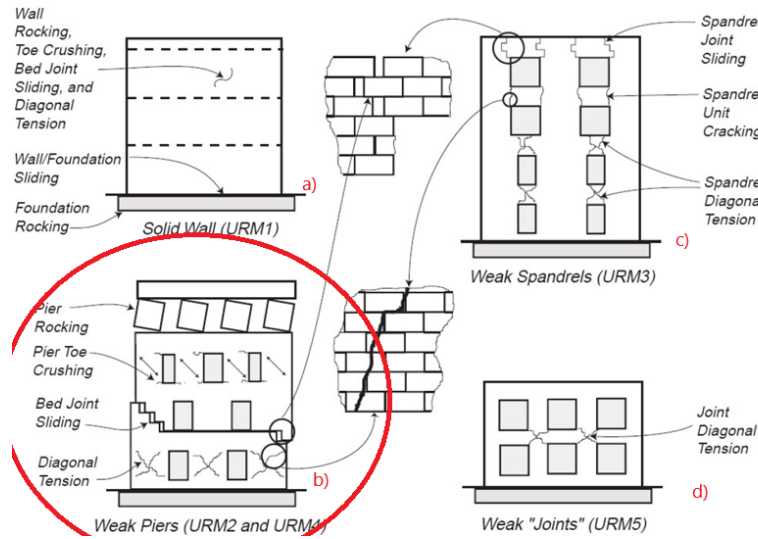 Wall
Rocking,
Toe Crushing,
Bed Joint
Sliding, and
Diagonal
Tension
Wall/Foundation
Sliding
Foundation
Rocking
a)
Solid Wall (URM1)
Spandrel
Joint
Sliding
Spandrel
Unit
Cracking
Spandrel
Diagonal
Tension
c)
Weak Spandrels (URM3)
Pier
Rocking
Pier Toe
Crushing
Bed Joint
Sliding
Diagonal
Tension
b)
Weak Piers (URM2 and URM4)
Joint
Diagonal
Tension
d)
Weak "Joints" (URM5)